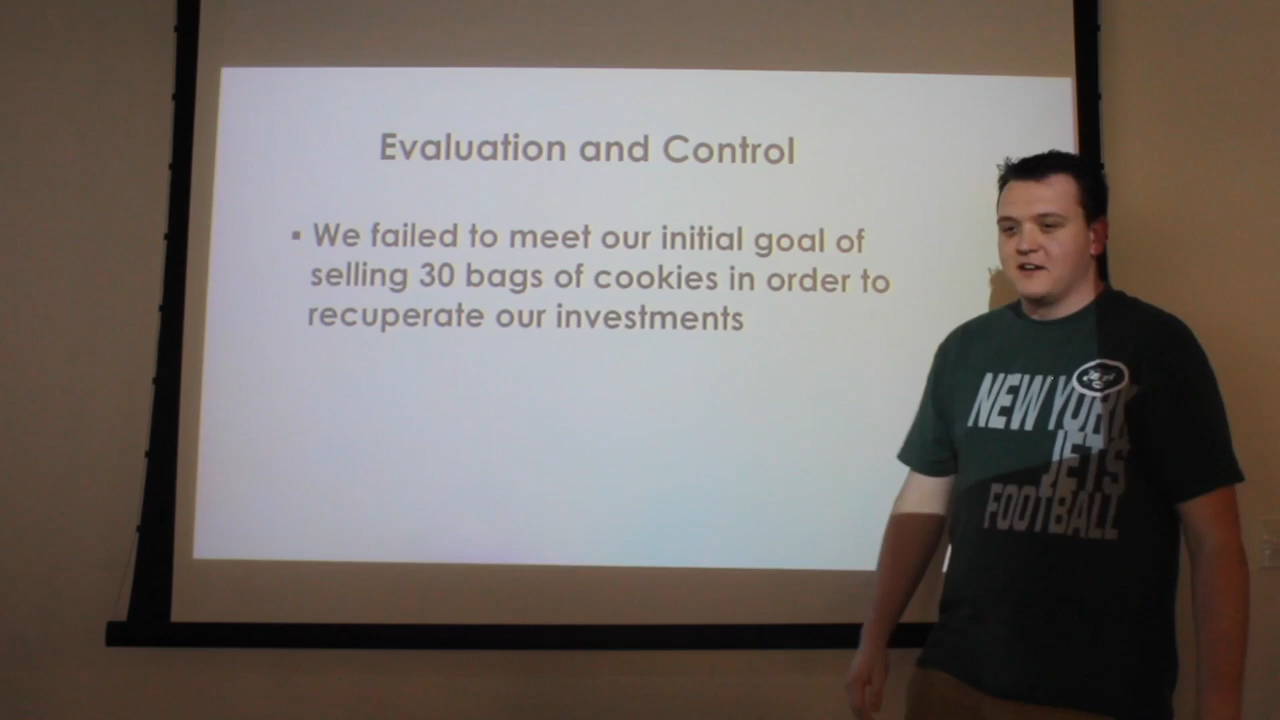 Evaluation and Control
▪ We failed to meet our initial goal of
selling 30 bags of cookies in order to
recuperate our investments
NEW YORK
JETS
FOOTBALL